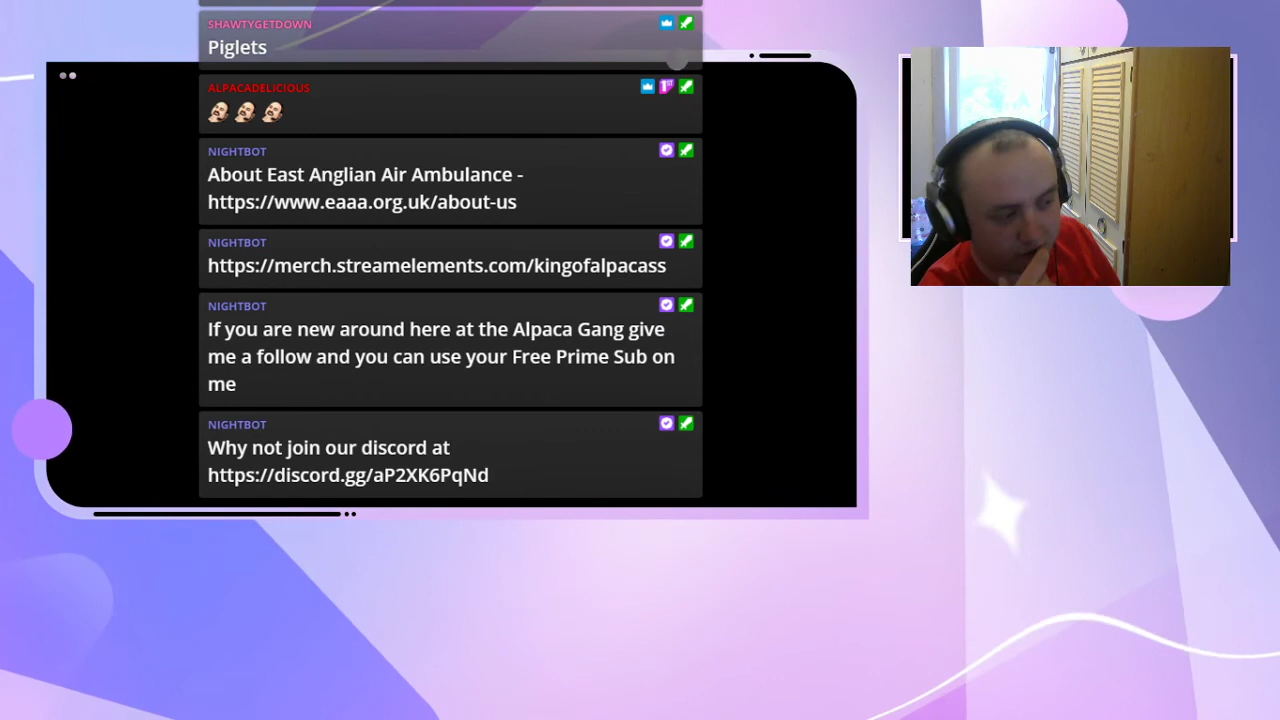 SHAWTYGETDOWN
Piglets
ALPACADELICIOUS
NIGHTBOT
About East Anglian Air Ambulance -
https://www.eaaa.org.uk/about-us
NIGHTBOT
https://merch.streamelements.com/kingofalpacass
NIGHTBOT
If you are new around here at the Alpaca Gang give
me a follow and you can use your Free Prime Sub on
me
NIGHTBOT
Why not join our discord at
https://discord.gg/aP2XK6PqNd